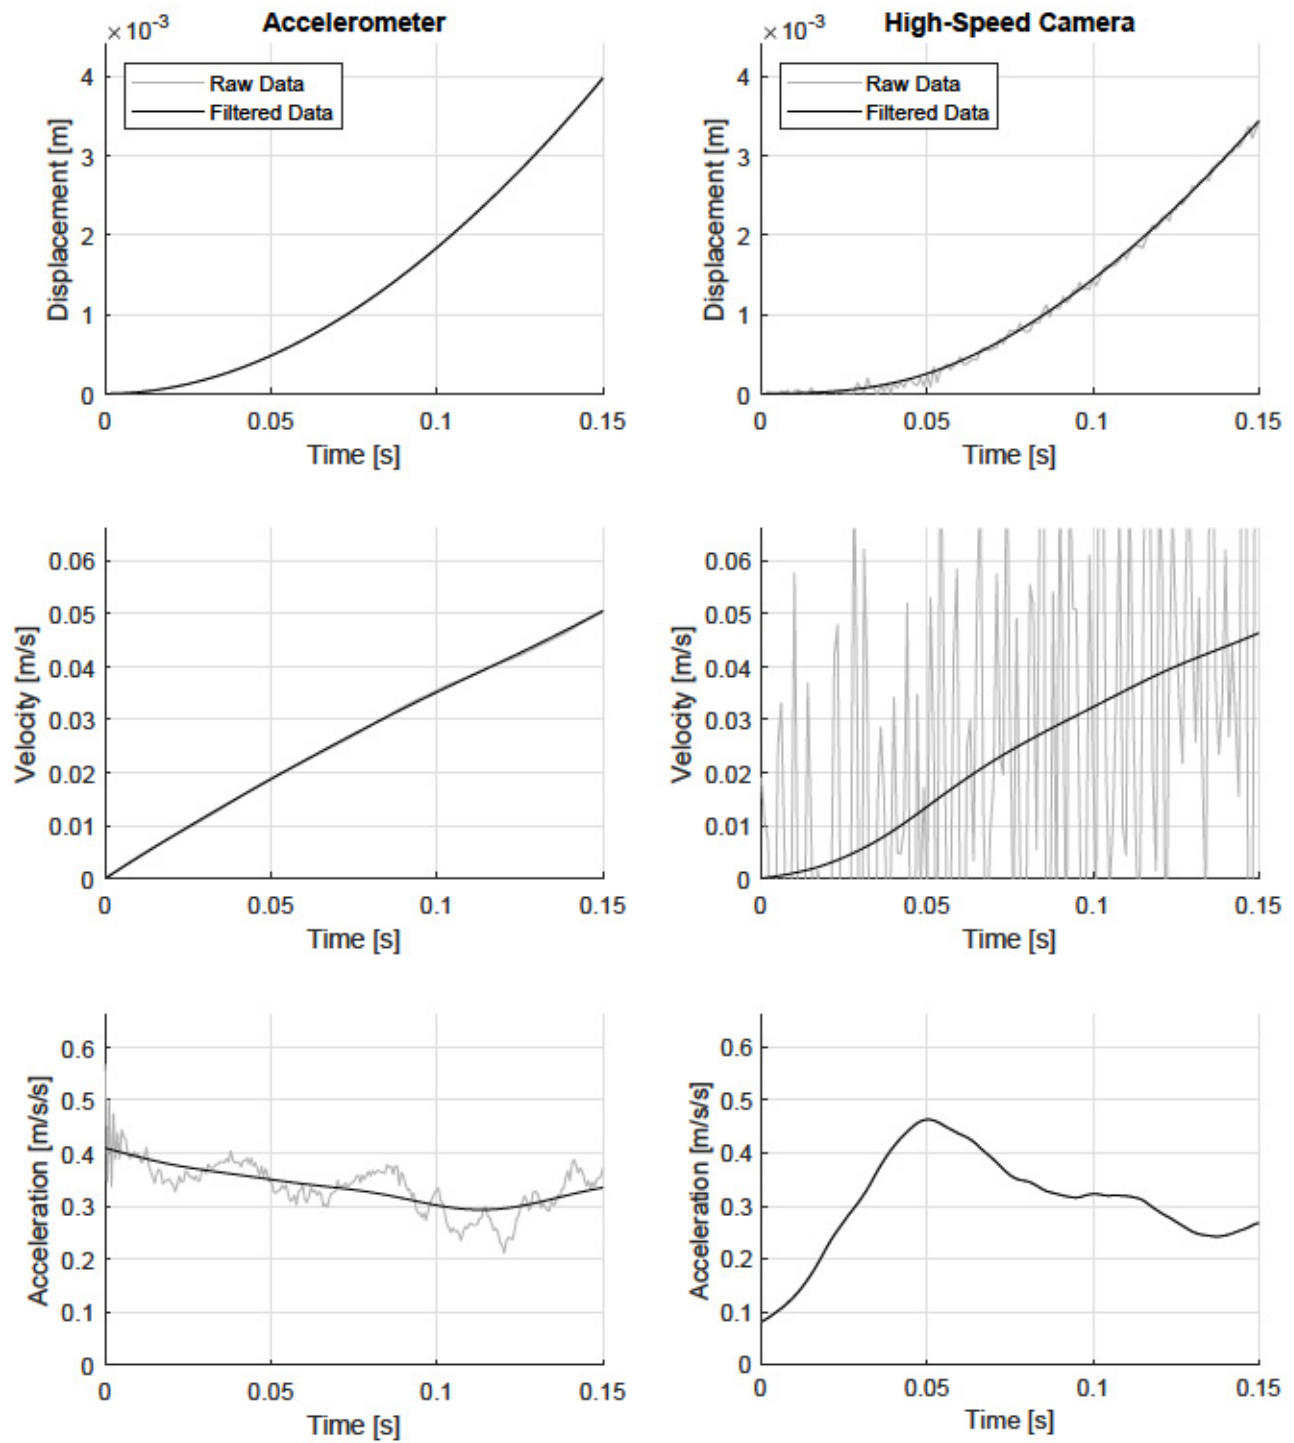 Accelerometer
×10⁻³
Raw Data
Filtered Data
Displacement [m]
4
3
2
1
0
0 0.05 0.1 0.15
Time [s]
High-Speed Camera
×10⁻³
Raw Data
Filtered Data
Displacement [m]
4
3
2
1
0
0 0.05 0.1 0.15
Time [s]
Velocity [m/s]
0.06
0.05
0.04
0.03
0.02
0.01
0
0 0.05 0.1 0.15
Time [s]
Velocity [m/s]
0.06
0.05
0.04
0.03
0.02
0.01
0
0 0.05 0.1 0.15
Time [s]
Acceleration [m/s/s]
0.6
0.5
0.4
0.3
0.2
0.1
0
0 0.05 0.1 0.15
Time [s]
Acceleration [m/s/s]
0.6
0.5
0.4
0.3
0.2
0.1
0
0 0.05 0.1 0.15
Time [s]